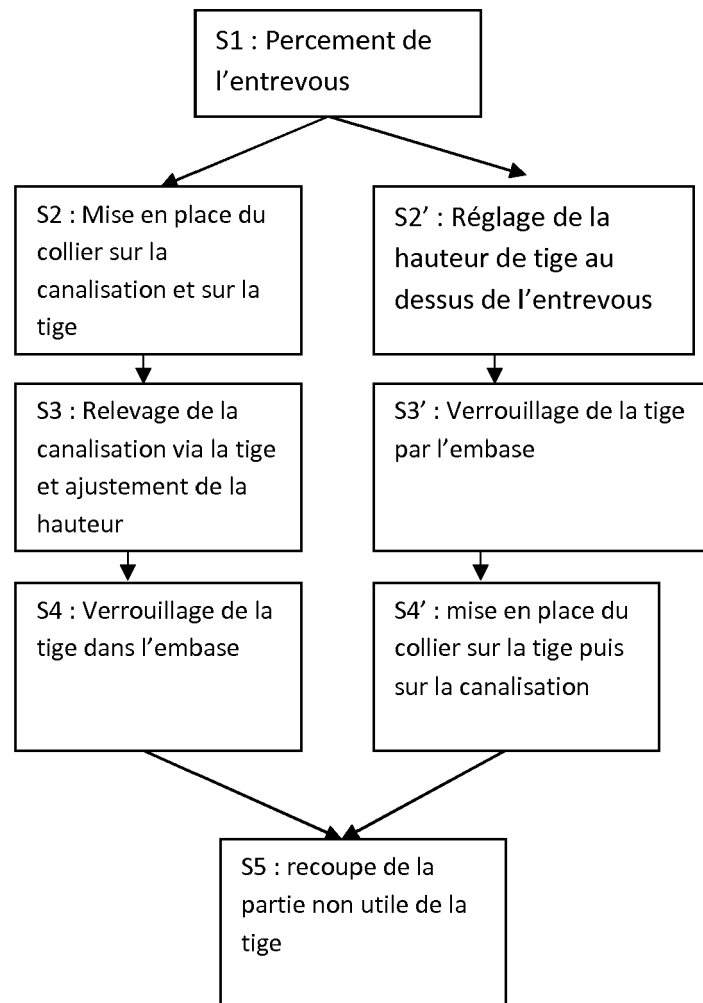 S1 : Percement de
l’entrevous
S2 : Mise en place du
collier sur la
canalisation et sur la
tige
S3 : Relevage de la
canalisation via la tige
et ajustement de la
hauteur
S4 : Verrouillage de la
tige dans l’embase
S2’ : Réglage de la
hauteur de tige au
dessus de l’entrevous
S3’ : Verrouillage de la tige
par l’embase
S4’ : mise en place du
collier sur la tige puis
sur la canalisation
S5 : recoupe de la
partie non utile de la
tige